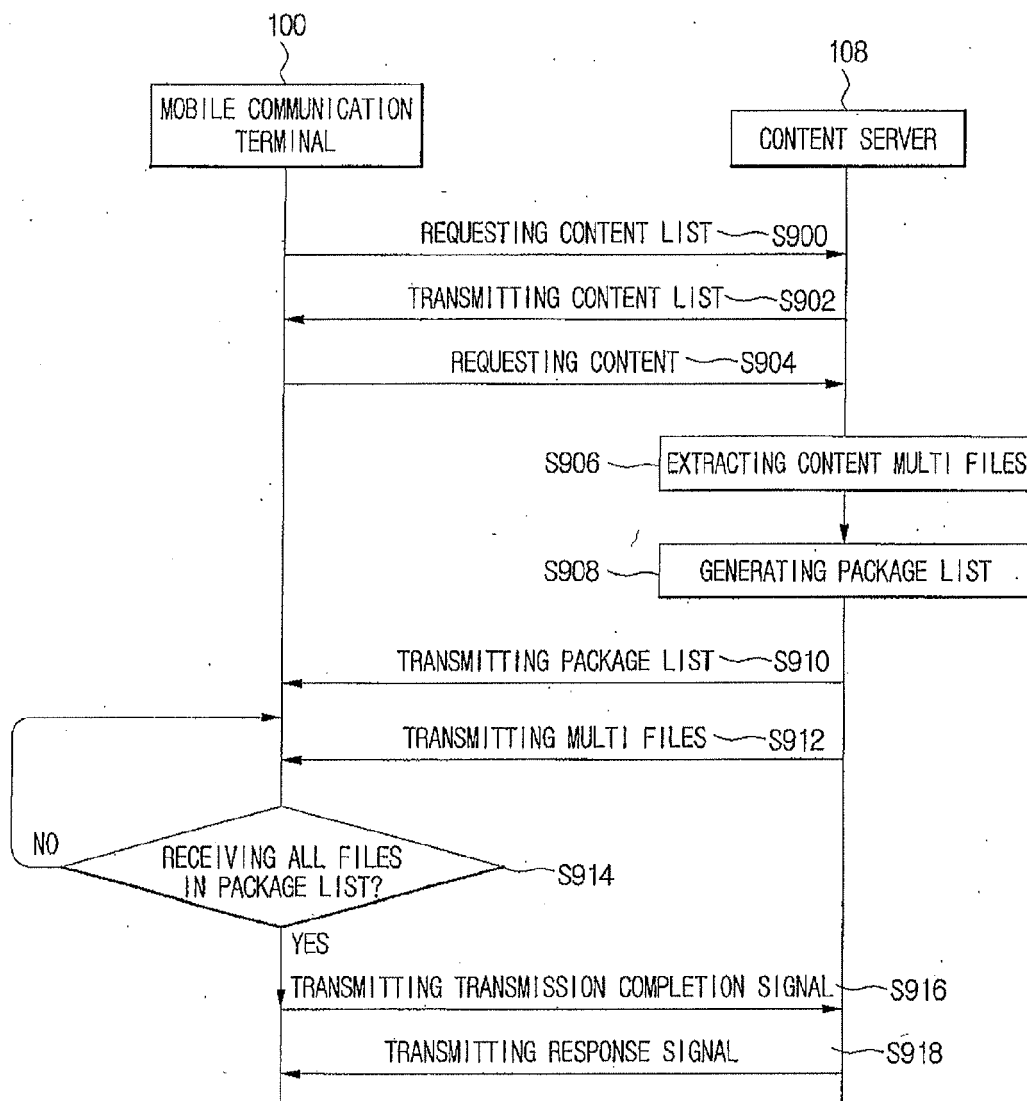 100
108
MOBILE COMMUNICATION
TERMINAL
CONTENT SERVER
REQUESTING CONTENT LIST S900
TRANSMITTING CONTENT LIST S902
REQUESTING CONTENT S904
S906 EXTRACTING CONTENT MULTI FILES
S908 GENERATING PACKAGE LIST
TRANSMITTING PACKAGE LIST S910
TRANSMITTING MULTI FILES S912
NO
RECEIVING ALL FILES
IN PACKAGE LIST?
S914
YES
TRANSMITTING TRANSMISSION COMPLETION SIGNAL S916
TRANSMITTING RESPONSE SIGNAL S918